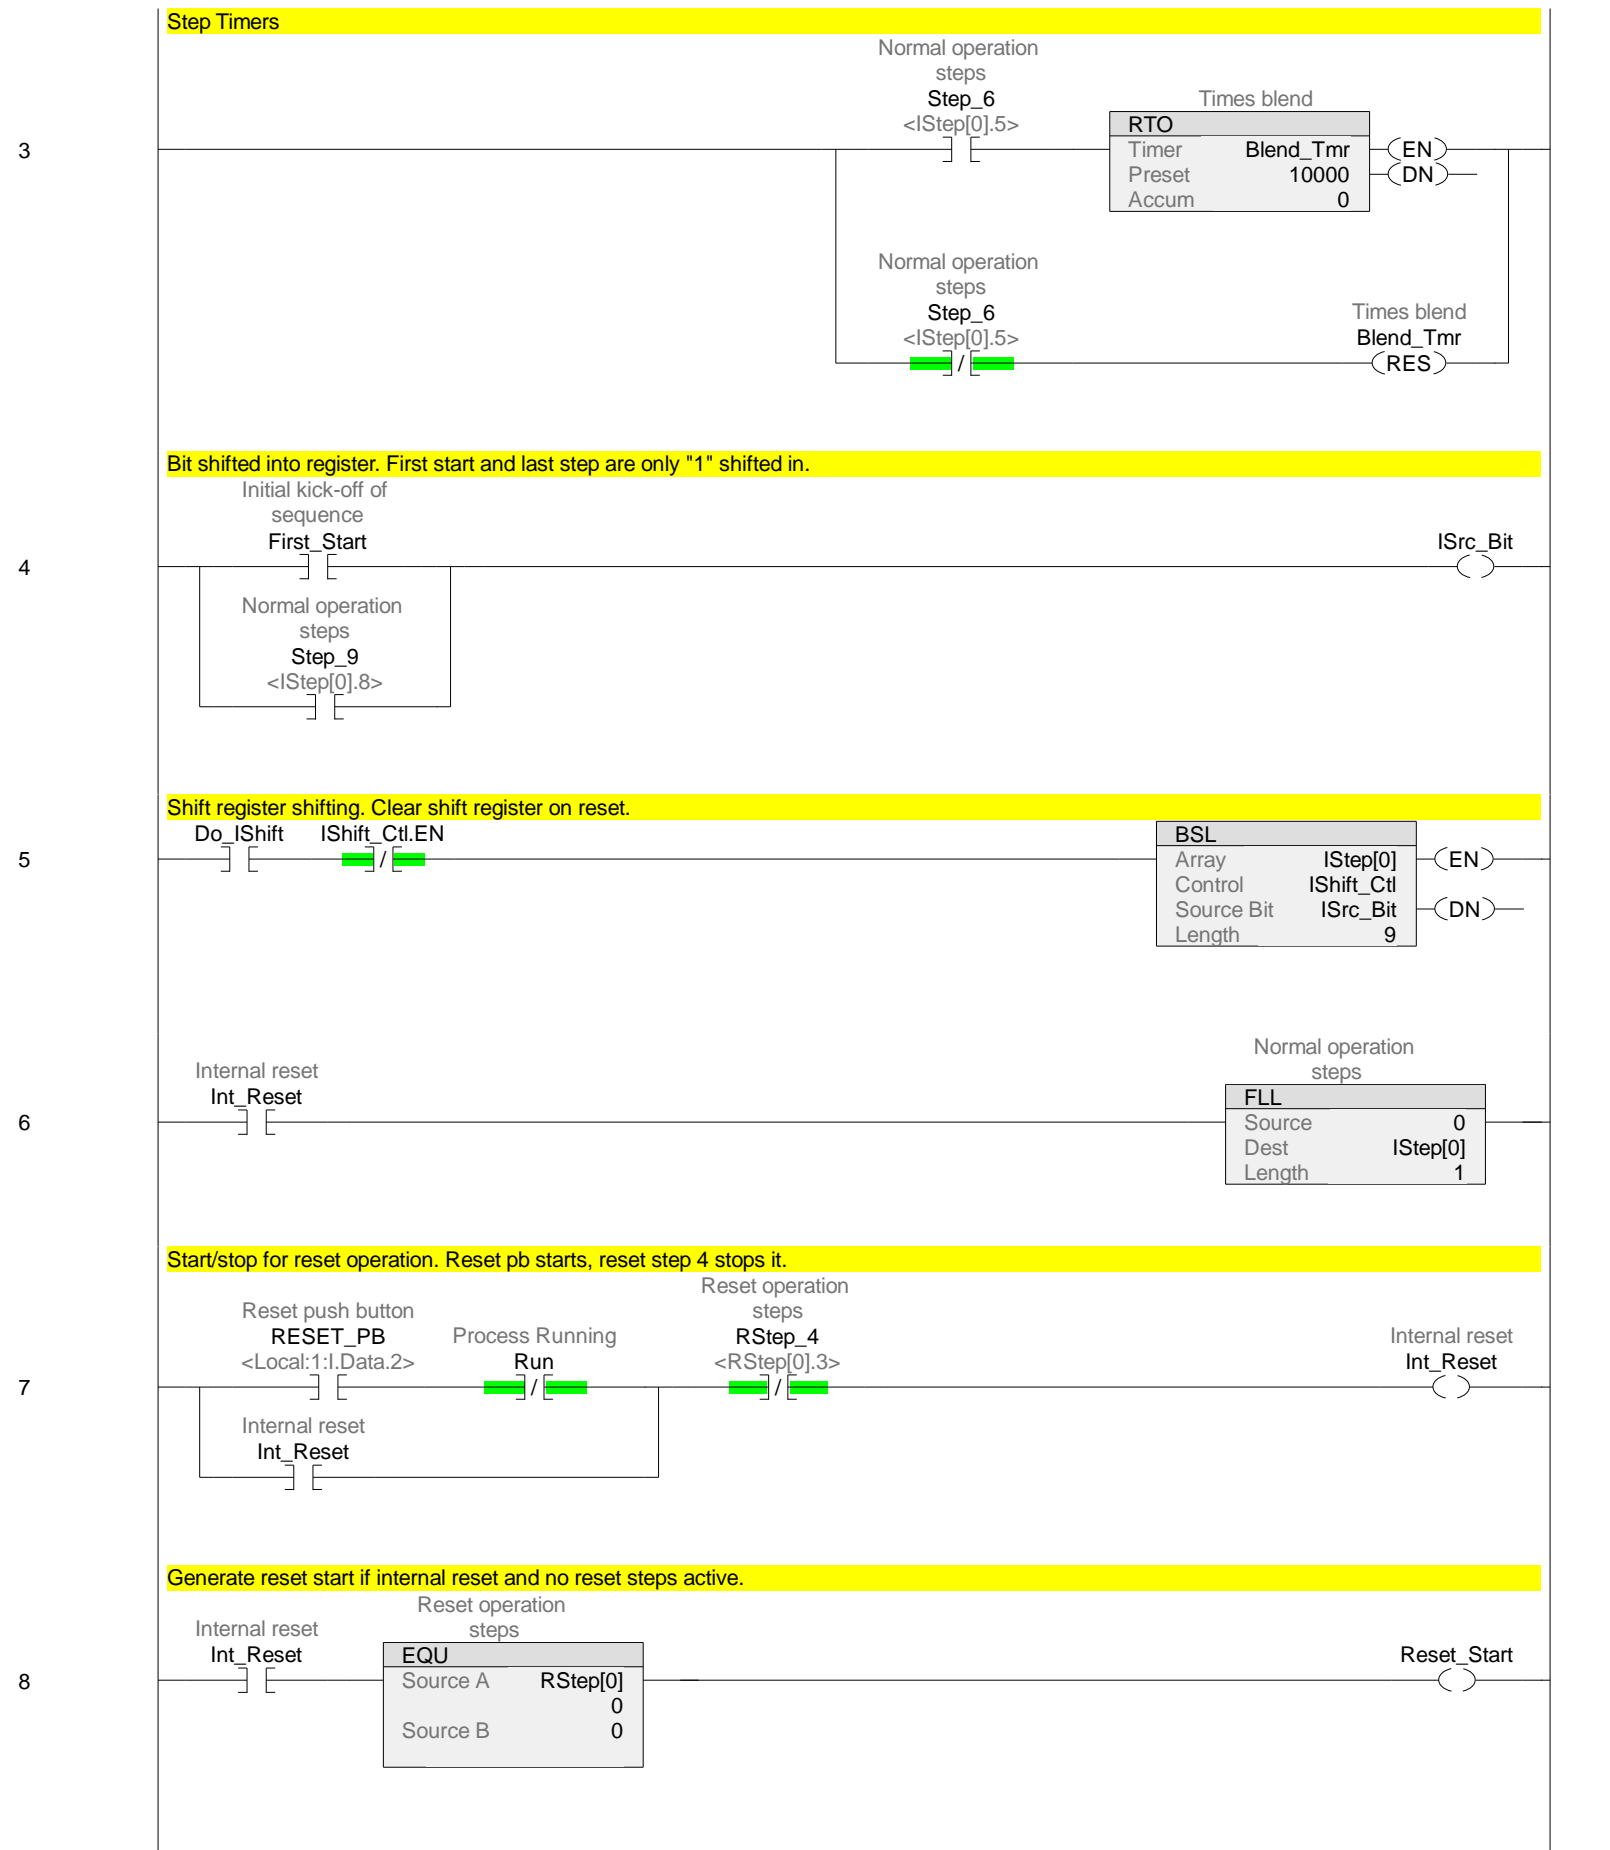 Step Timers
Normal operation
steps
Step_6
<IStep[0].5>
Times blend
RTO
Timer Blend_Tmr
Preset 10000
Accum 0
EN
DN
3
Normal operation
steps
Step_6
<IStep[0].5>
/
Times blend
Blend_Tmr
RES
Bit shifted into register. First start and last step are only "1" shifted in.
Initial kick-off of
sequence
First_Start
ISrc_Bit
4
Normal operation
steps
Step_9
<IStep[0].8>
Shift register shifting. Clear shift register on reset.
Do_IShift IShift_Ctl.EN
/
BSL
Array IStep[0]
Control IShift_Ctl
Source Bit ISrc_Bit
Length 9
EN
DN
5
Internal reset
Int_Reset
Normal operation
steps
FLL
Source 0
Dest IStep[0]
Length 1
6
Start/stop for reset operation. Reset pb starts, reset step 4 stops it.
Reset push button
RESET_PB
<Local:1:I.Data.2>
Process Running
Run
/
Reset operation
steps
RStep_4
<RStep[0].3>
/
Internal reset
Int_Reset
7
Internal reset
Int_Reset
Generate reset start if internal reset and no reset steps active.
Internal reset
Int_Reset
Reset operation
steps
EQU
Source A RStep[0]
0
Source B 0
Reset_Start
8